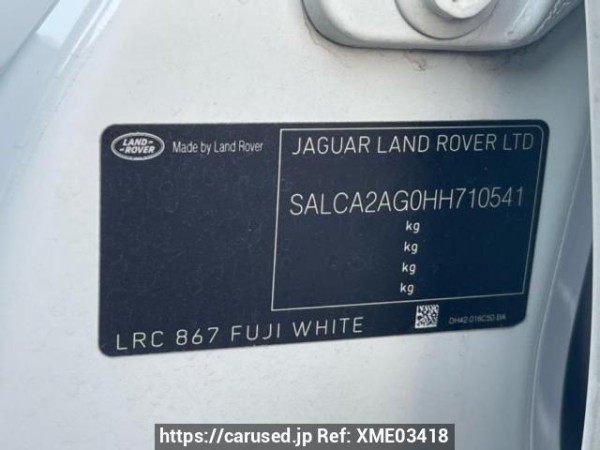 LAND-
ROVER
Made by Land Rover
JAGUAR LAND ROVER LTD
SALCA2AG0HH710541
kg
kg
kg
kg
LRC 867 FUJI WHITE
DH42-016C50-BA
https://carused.jp Ref: XME03418